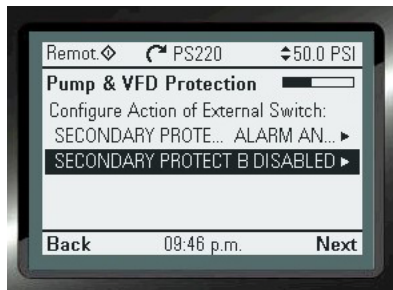 Remot. PS220 50.0 PSI
Pump & VFD Protection
Configure Action of External Switch:
SECONDARY PROTE... ALARM AN...
SECONDARY PROTECT B DISABLED
Back 09:46 p.m. Next